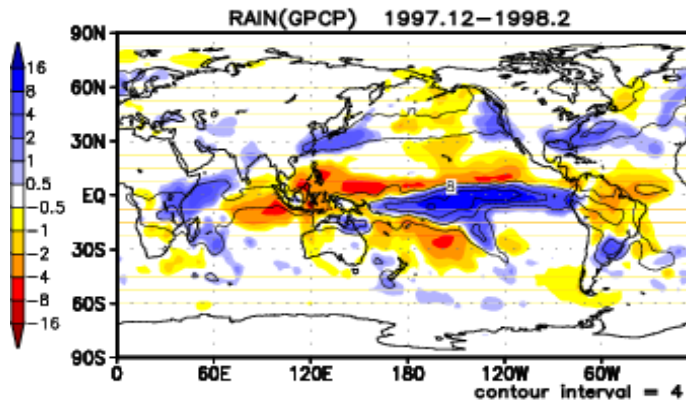 RAIN(GPCP) 1997.12-1998.2
90N
60N
30N
EQ
30S
60S
90S
16
8
4
2
1
0.5
-0.5
-1
-2
-4
-8
-16
8
0
60E
120E
180
120W
60W
contour interval = 4